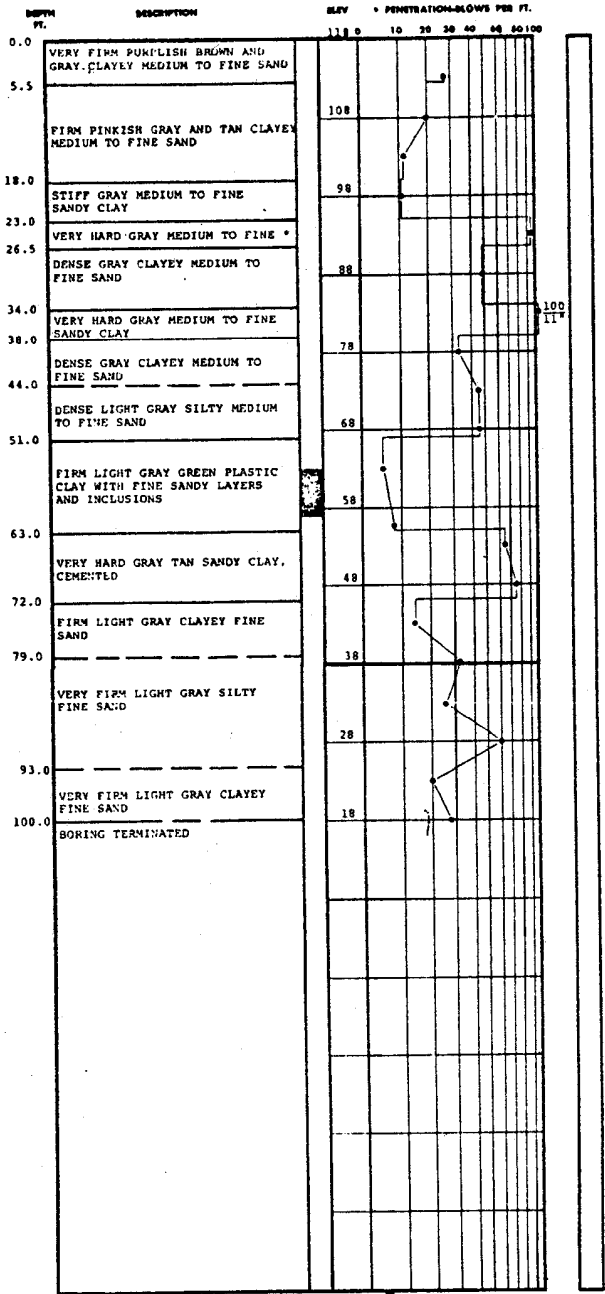 DEPTH FT. DESCRIPTION ELEV • PENETRATION-BLOWS PER FT.
118 0 10 20 30 40 60 80 100
0.0
VERY FIRM PURPLISH BROWN AND
GRAY CLAYEY MEDIUM TO FINE SAND
5.5
108
FIRM PINKISH GRAY AND TAN CLAYEY
MEDIUM TO FINE SAND
18.0
98
STIFF GRAY MEDIUM TO FINE
SANDY CLAY
23.0
VERY HARD GRAY MEDIUM TO FINE *
26.5
DENSE GRAY CLAYEY MEDIUM TO
FINE SAND
88
34.0
100
11"
VERY HARD GRAY MEDIUM TO FINE
SANDY CLAY
38.0
78
DENSE GRAY CLAYEY MEDIUM TO
FINE SAND
44.0
DENSE LIGHT GRAY SILTY MEDIUM
TO FINE SAND
68
51.0
FIRM LIGHT GRAY GREEN PLASTIC
CLAY WITH FINE SANDY LAYERS
AND INCLUSIONS
58
63.0
VERY HARD GRAY TAN SANDY CLAY,
CEMENTED
48
72.0
FIRM LIGHT GRAY CLAYEY FINE
SAND
79.0
38
VERY FIRM LIGHT GRAY SILTY
FINE SAND
28
93.0
VERY FIRM LIGHT GRAY CLAYEY
FINE SAND
100.0
18
BORING TERMINATED